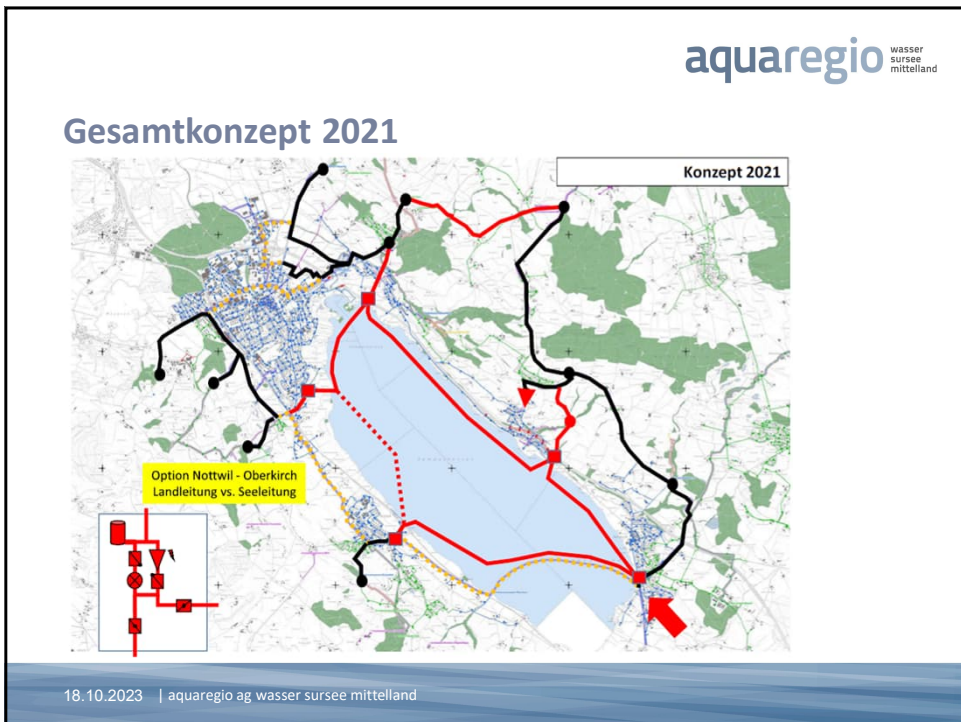 aquaregio wasser
sursee
mittelland
Gesamtkonzept 2021
Konzept 2021
Option Nottwil - Oberkirch
Landleitung vs. Seeleitung
18.10.2023 | aquaregio ag wasser sursee mittelland